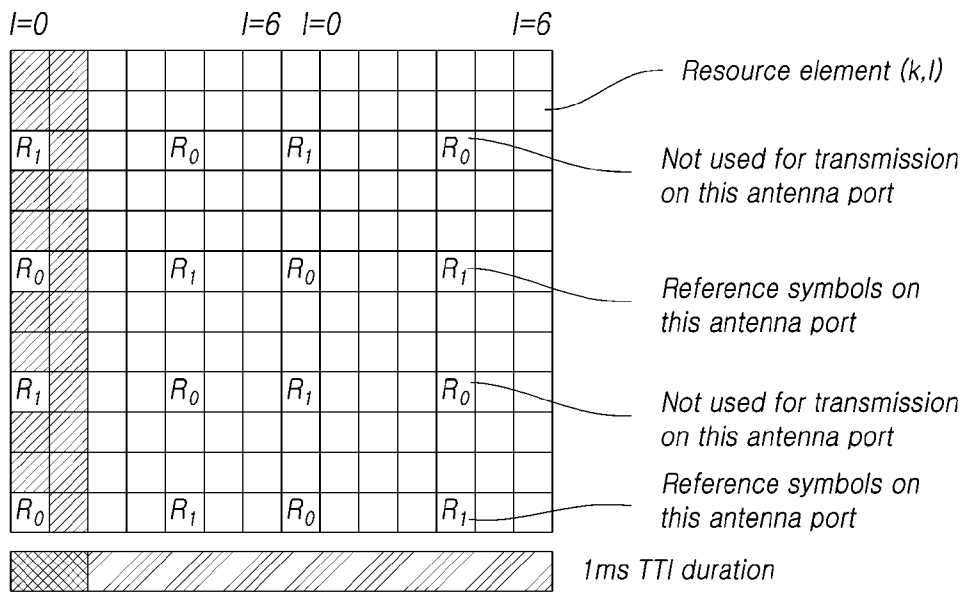 l=0 l=6 l=0 l=6
Resource element (k,l)
R₁ R₀ R₁ R₀
Not used for transmission
on this antenna port
R₀ R₁ R₀ R₁
Reference symbols on
this antenna port
R₁ R₀ R₁ R₀
Not used for transmission
on this antenna port
R₀ R₁ R₀ R₁
Reference symbols on
this antenna port
1ms TTI duration